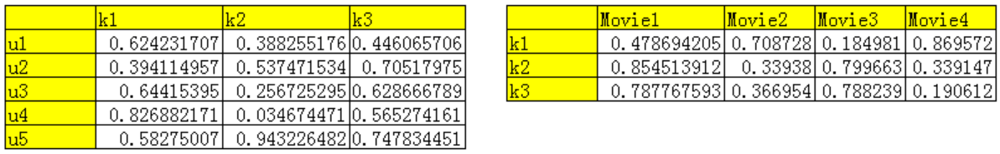 k1 k2 k3
u1 0.624231707 0.388255176 0.446065706
u2 0.394114957 0.537471534 0.70517975
u3 0.64415395 0.256725295 0.628666789
u4 0.826882171 0.034674471 0.565274161
u5 0.58275007 0.943226482 0.747834451
Movie1 Movie2 Movie3 Movie4
k1 0.478694205 0.708728 0.184981 0.869572
k2 0.854513912 0.33938 0.799663 0.339147
k3 0.787767593 0.366954 0.788239 0.190612